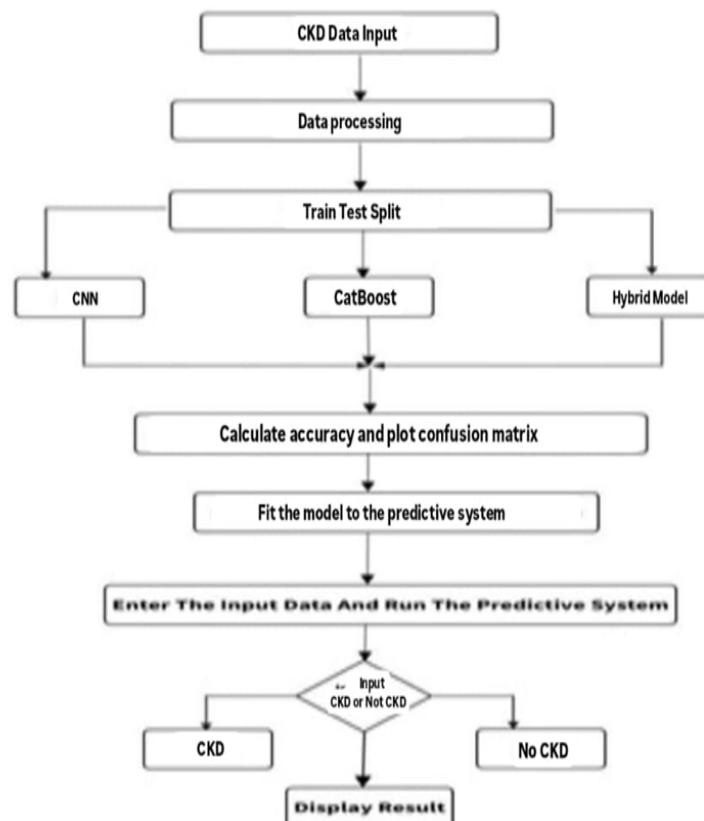 CKD Data Input
Data processing
Train Test Split
CNN
CatBoost
Hybrid Model
Calculate accuracy and plot confusion matrix
Fit the model to the predictive system
Enter The Input Data And Run The Predictive System
Input
CKD or Not CKD
CKD
No CKD
Display Result